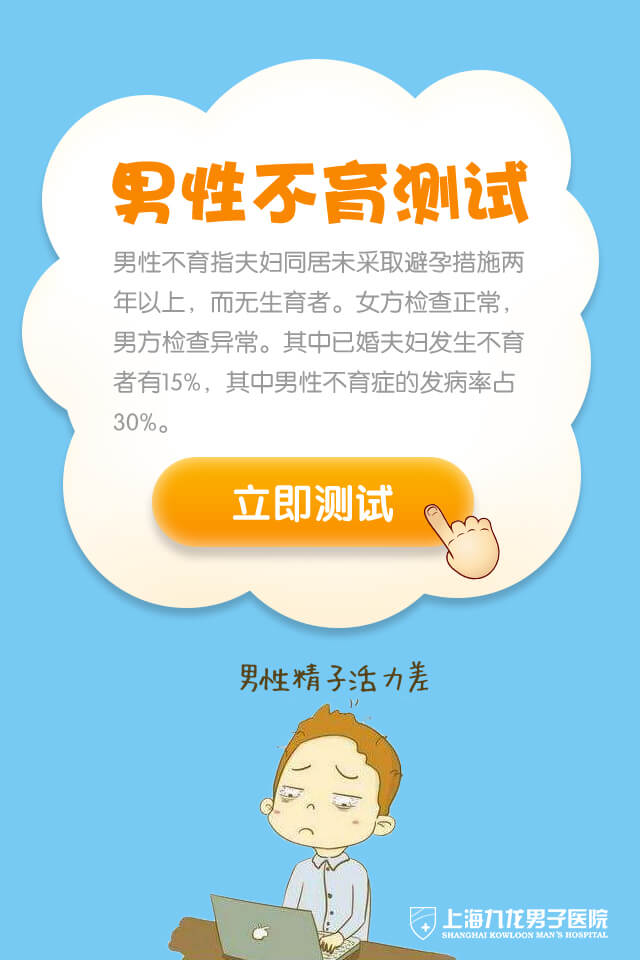 男性不育测试
男性不育指夫妇同居未采取避孕措施两
年以上，而无生育者。女方检查正常，
男方检查异常。其中已婚夫妇发生不育
者有15%，其中男性不育症的发病率占
30%。
立即测试
男性精子活力差
上海九龙男子医院
SHANGHAI KOWLOON MAN'S HOSPITAL